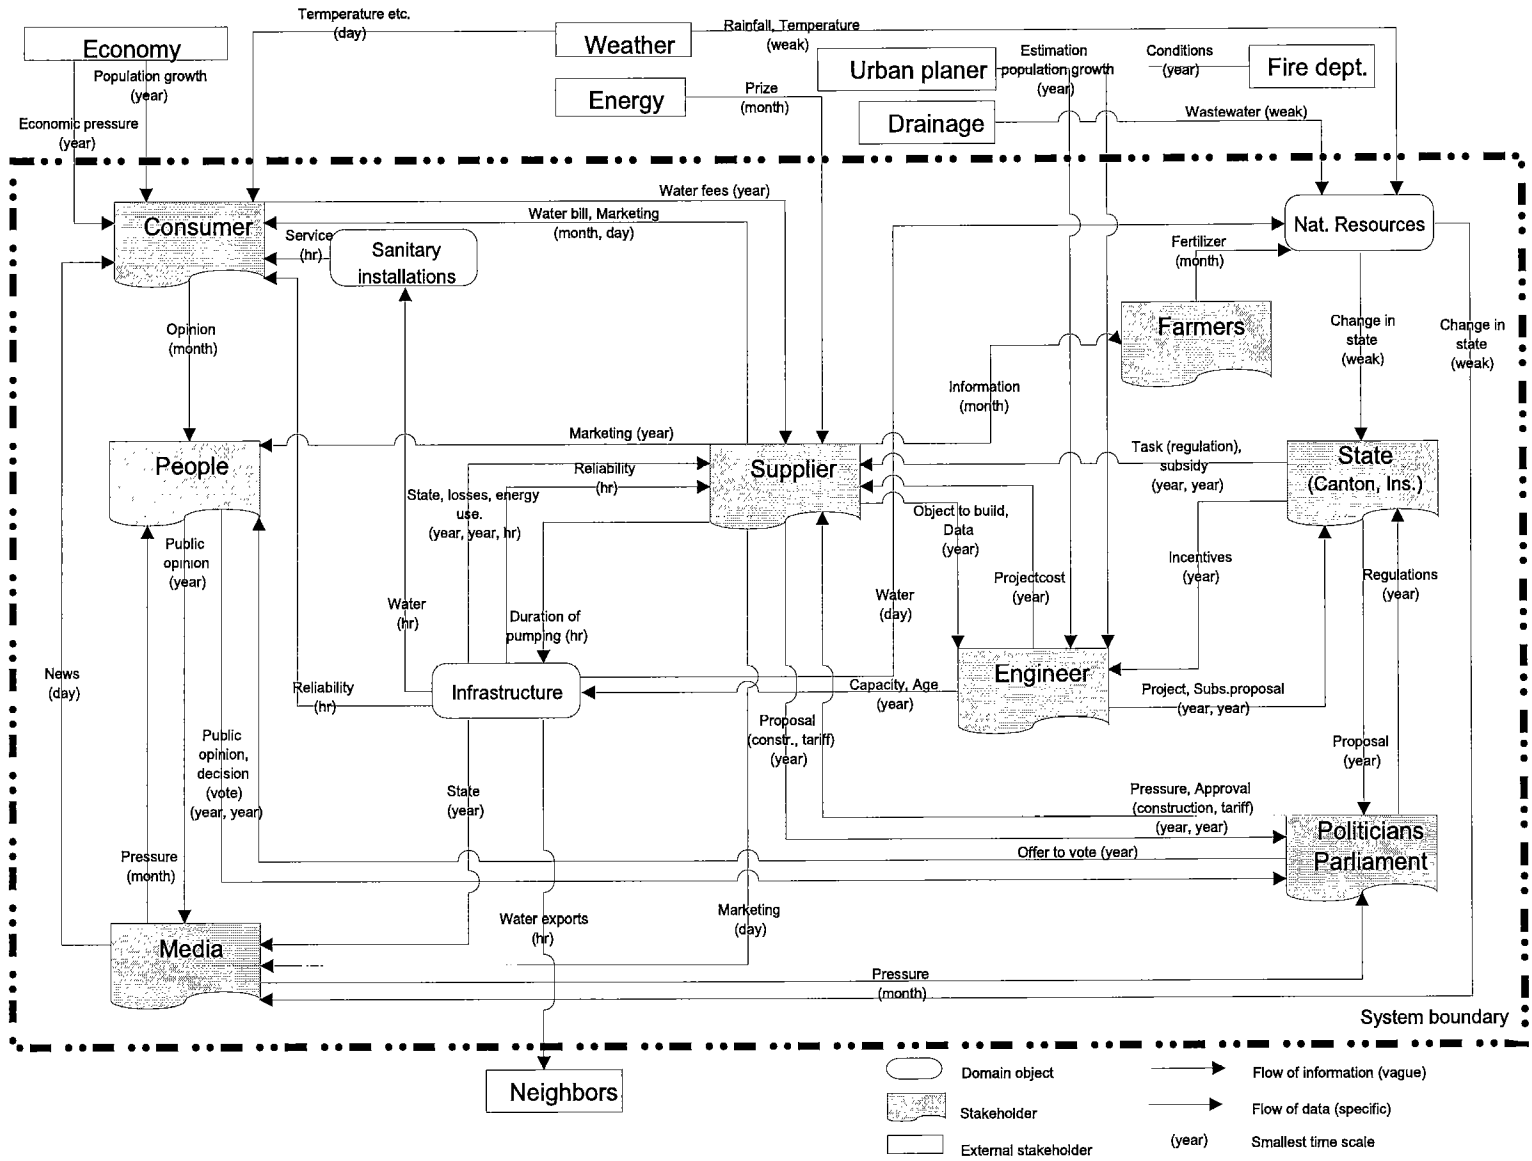 Termperature etc.
(day)
Economy
Weather
Rainfall, Temperature
(weak)
Estimation
population growth
(year)
Conditions
(year)
Urban planer
Fire dept.
Population growth
(year)
Energy
Prize
(month)
Drainage
Wastewater (weak)
Economic pressure
(year)
Water fees (year)
Consumer
Water bill, Marketing
(month, day)
Service
(hr)
Sanitary
installations
Nat. Resources
Fertilizer
(month)
Farmers
Opinion
(month)
Change in
state
(weak)
Change in
state
(weak)
Information
(month)
Marketing (year)
People
Supplier
Reliability
(hr)
Task (regulation),
subsidy
(year, year)
State
(Canton, Ins.)
State, losses, energy
use.
(year, year, hr)
Object to build,
Data
(year)
Public
opinion
(year)
Incentives
(year)
Regulations
(year)
Projectcost
(year)
Water
(hr)
Duration of
pumping (hr)
Water
(day)
News
(day)
Reliability
(hr)
Infrastructure
Capacity, Age
(year)
Engineer
Project, Subs.proposal
(year, year)
Public
opinion,
decision
(vote)
(year, year)
Proposal
(constr., tariff)
(year)
Proposal
(year)
State
(year)
Pressure, Approval
(construction, tariff)
(year, year)
Politicians
Parliament
Offer to vote (year)
Pressure
(month)
Water exports
(hr)
Marketing
(day)
Media
Pressure
(month)
System boundary
Neighbors
Domain object
Flow of information (vague)
Stakeholder
Flow of data (specific)
External stakeholder
(year)
Smallest time scale